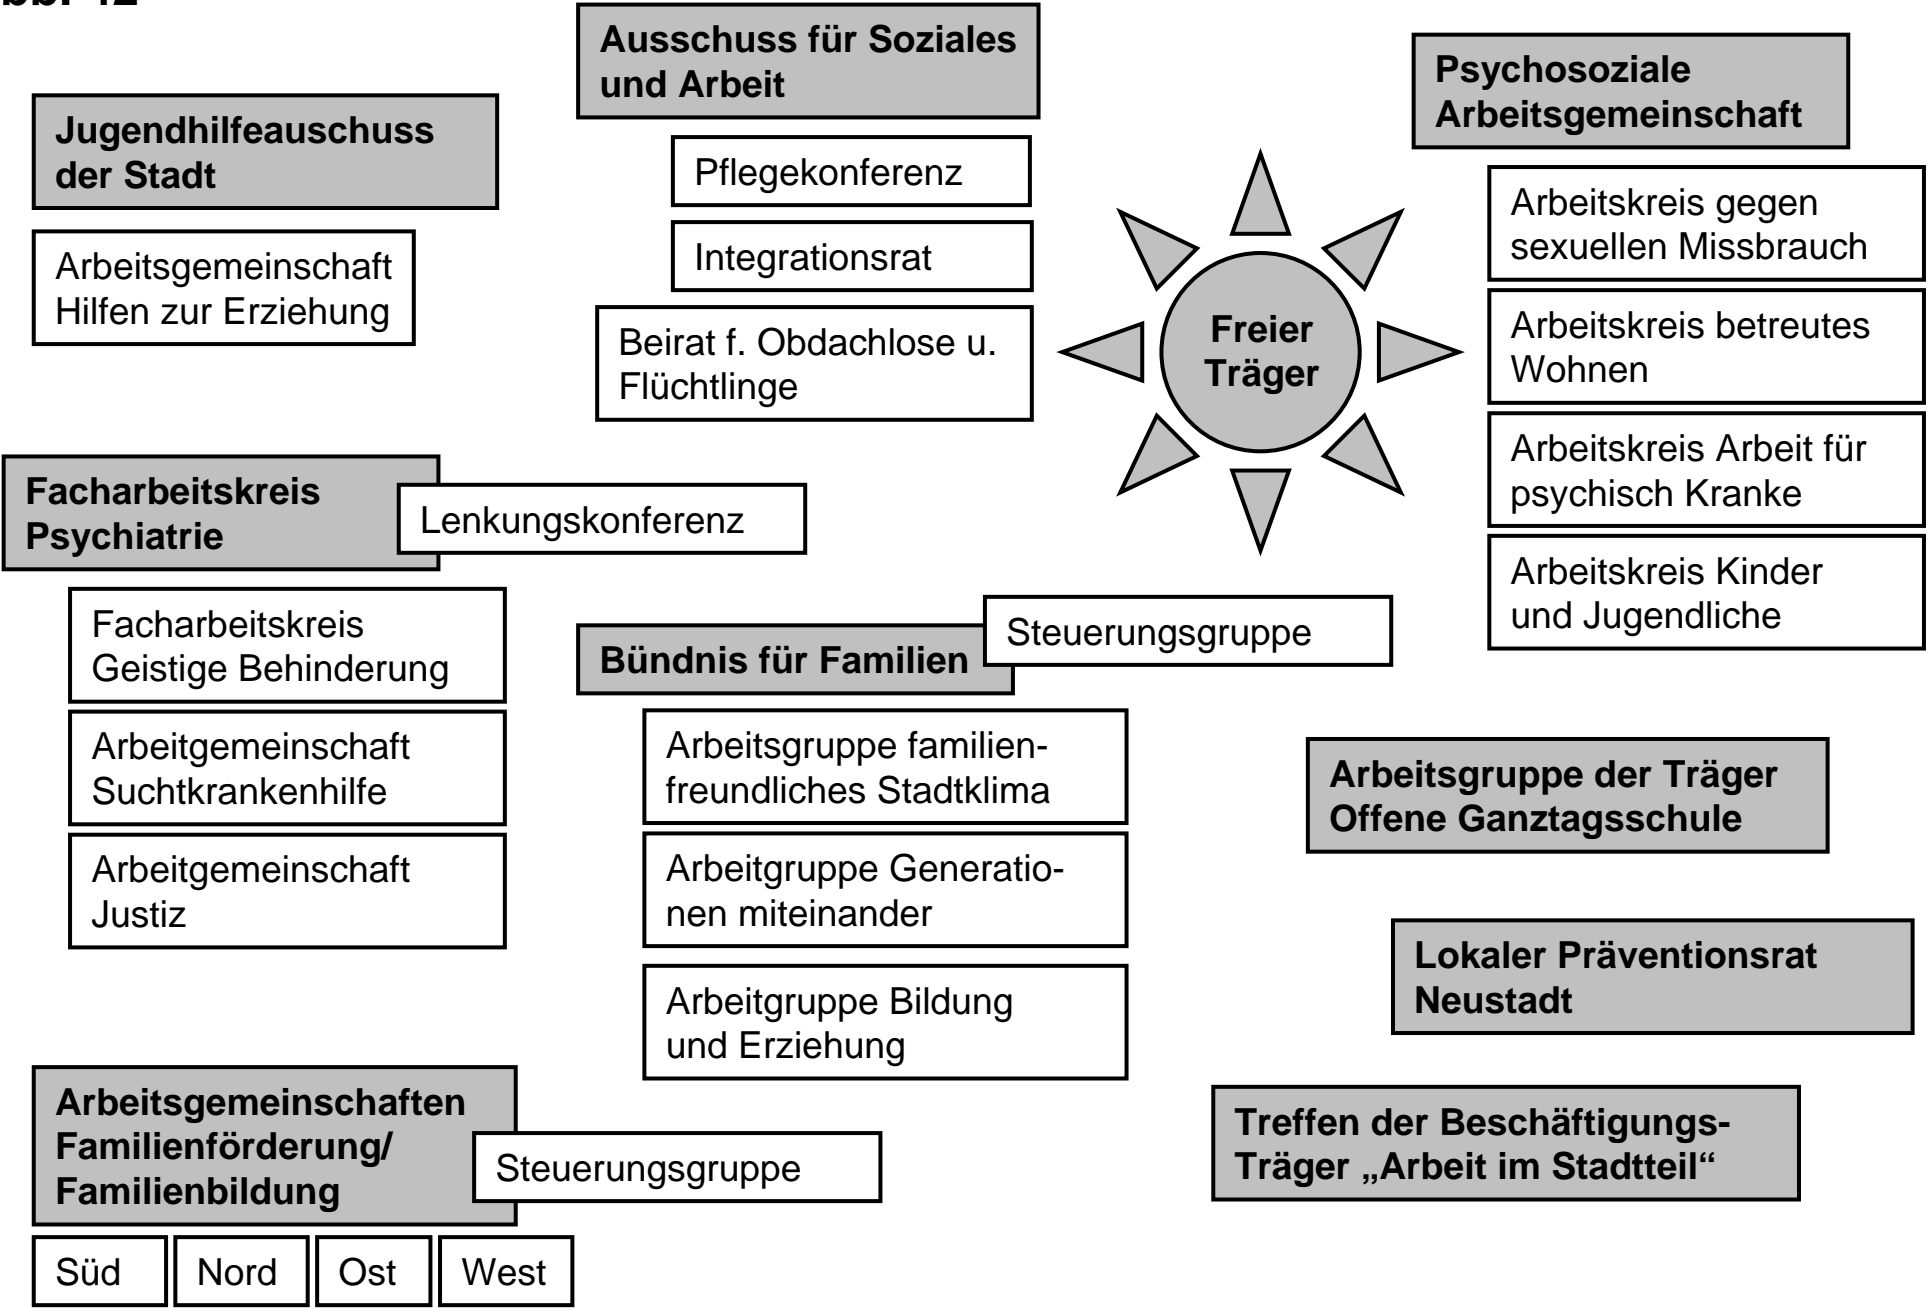 Jugendhilfeauschuss
der Stadt
Arbeitsgemeinschaft
Hilfen zur Erziehung
Ausschuss für Soziales
und Arbeit
Pflegekonferenz
Integrationsrat
Beirat f. Obdachlose u.
Flüchtlinge
Freier
Träger
Psychosoziale
Arbeitsgemeinschaft
Arbeitskreis gegen
sexuellen Missbrauch
Arbeitskreis betreutes
Wohnen
Arbeitskreis Arbeit für
psychisch Kranke
Arbeitskreis Kinder
und Jugendliche
Facharbeitskreis
Psychiatrie
Lenkungskonferenz
Facharbeitskreis
Geistige Behinderung
Arbeitgemeinschaft
Suchtkrankenhilfe
Arbeitgemeinschaft
Justiz
Bündnis für Familien
Steuerungsgruppe
Arbeitsgruppe familien-
freundliches Stadtklima
Arbeitgruppe Generatio-
nen miteinander
Arbeitgruppe Bildung
und Erziehung
Arbeitsgruppe der Träger
Offene Ganztagsschule
Lokaler Präventionsrat
Neustadt
Treffen der Beschäftigungs-
Träger „Arbeit im Stadtteil“
Arbeitsgemeinschaften
Familienförderung/
Familienbildung
Steuerungsgruppe
Süd
Nord
Ost
West